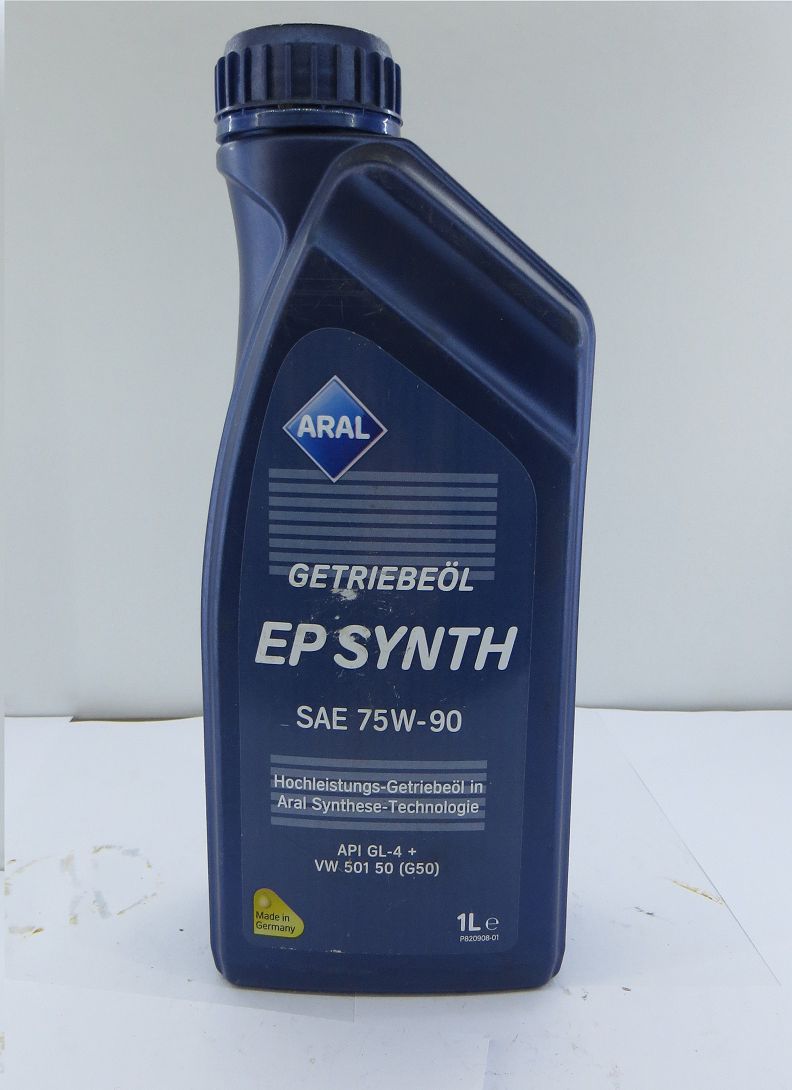 ARAL
GETRIEBEÖL
EP SYNTH
SAE 75W-90
Hochleistungs-Getriebeöl in
Aral Synthese-Technologie
API GL-4 +
VW 501 50 (G50)
Made in
Germany
1L e
P820908-01